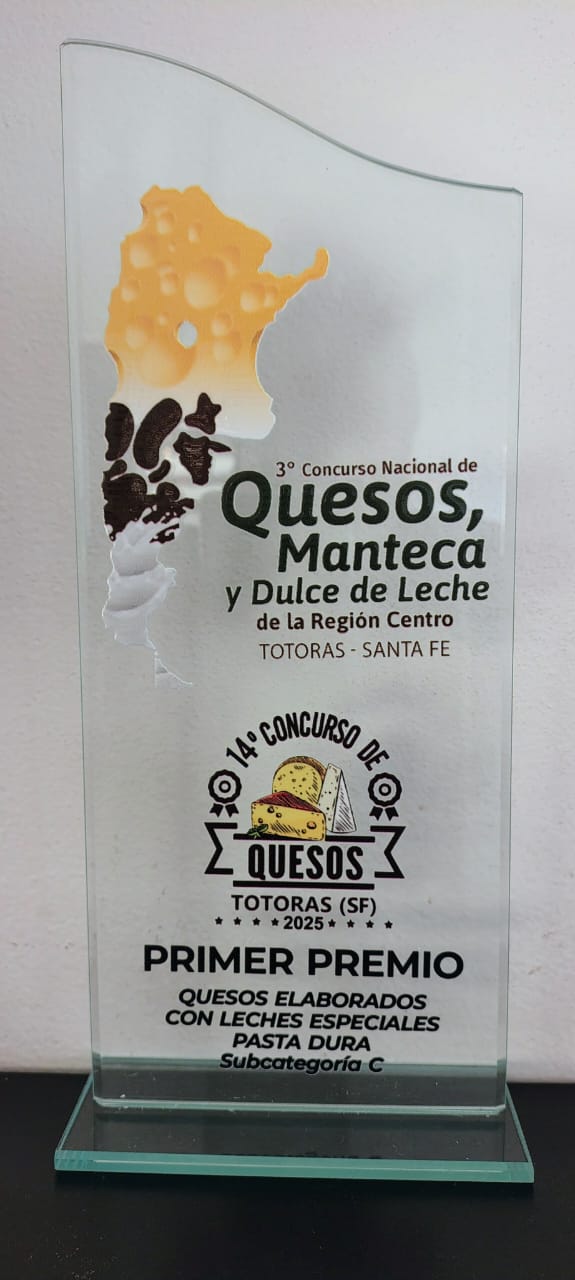 3° Concurso Nacional de
Quesos,
Manteca
y Dulce de Leche
de la Región Centro
TOTORAS - SANTA FE
14º CONCURSO DE
QUESOS
TOTORAS (SF)
2025
PRIMER PREMIO
QUESOS ELABORADOS
CON LECHES ESPECIALES
PASTA DURA
Subcategoría C